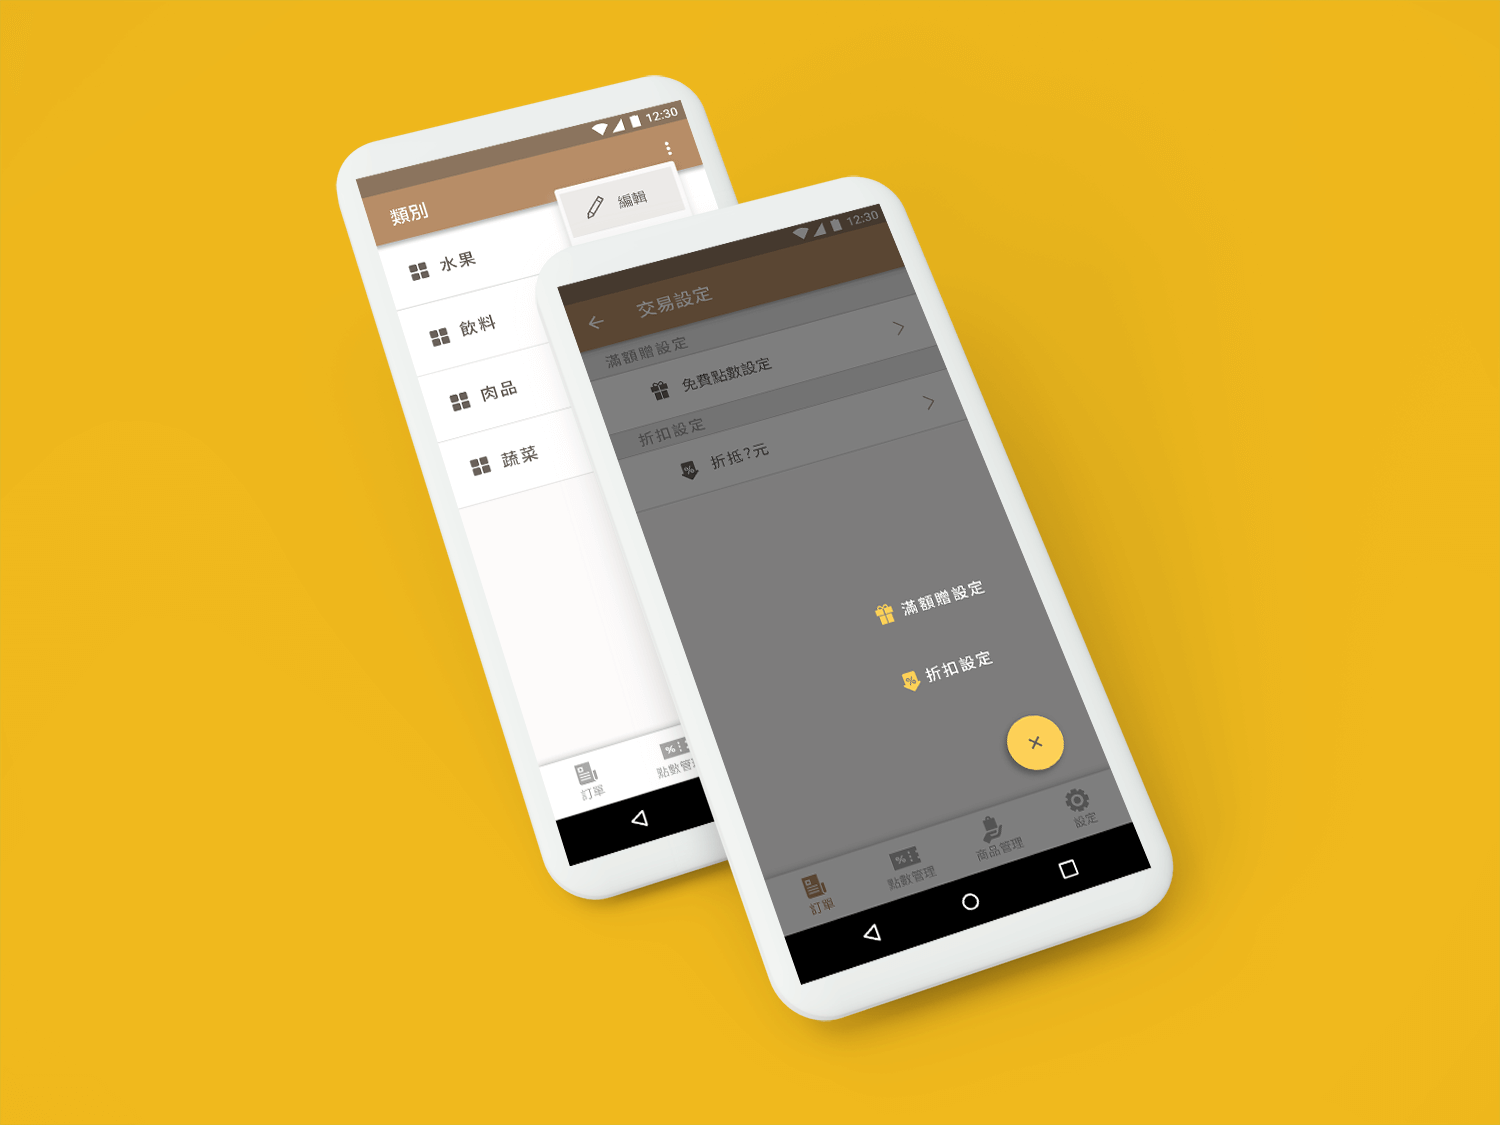 12:30
類別
編輯
水果
飲料
肉品
蔬菜
訂單
點數管理
12:30
交易設定
滿額贈設定
免費點數設定
折扣設定
折抵?元
滿額贈設定
折扣設定
訂單
點數管理
商品管理
設定